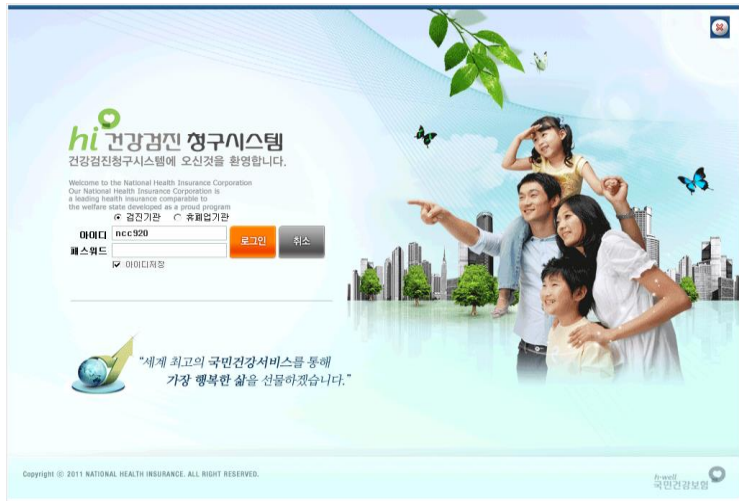 hi 건강검진 청구시스템
건강검진청구시스템에 오신것을 환영합니다.
Welcome to the National Health Insurance Corporation
Our National Health Insurance Corporation is
a leading health insurance comparable to
the welfare state developed as a proud program
검진기관 휴폐업기관
아이디 ncc920
패스워드
로그인 취소
아이디저장
"세계 최고의 국민건강서비스를 통해
가장 행복한 삶을 선물하겠습니다."
Copyright ⓒ 2011 NATIONAL HEALTH INSURANCE. ALL RIGHT RESERVED.
h-well
국민건강보험